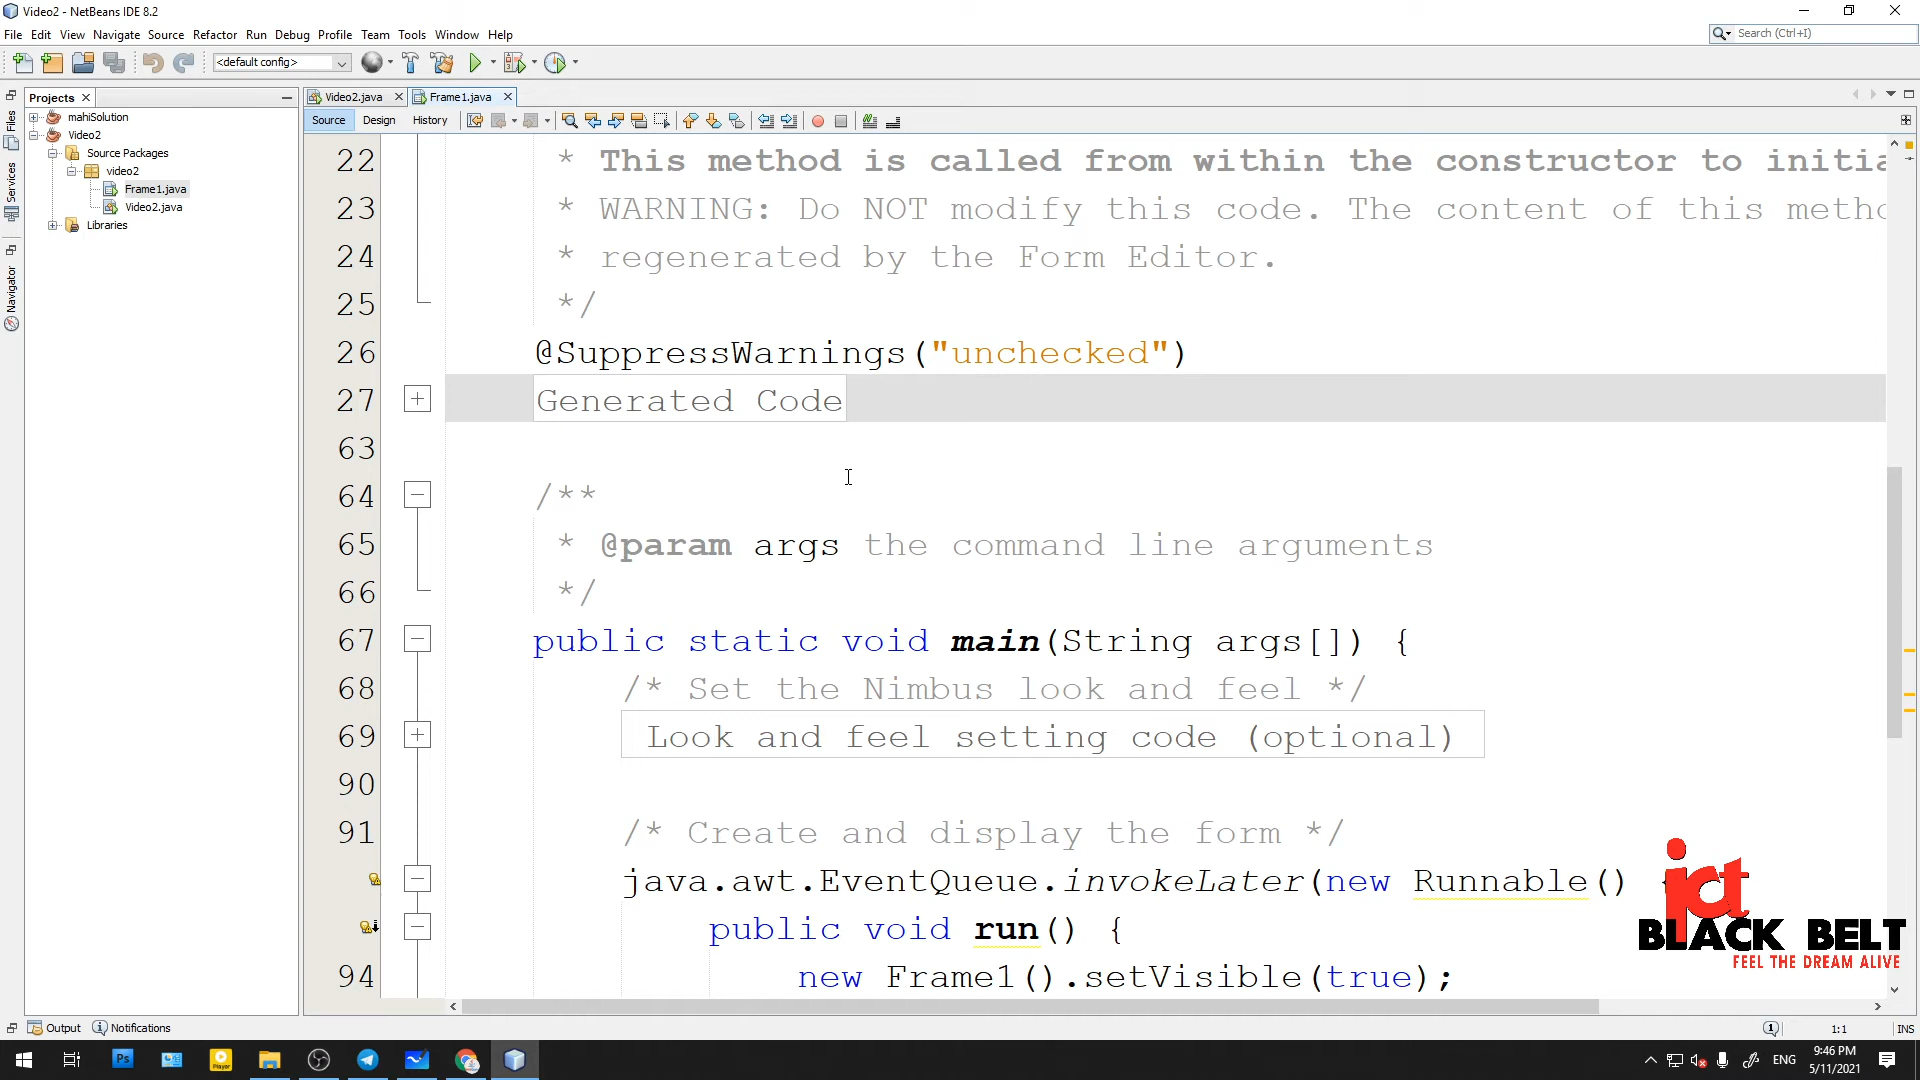 Video2 - NetBeans IDE 8.2
File Edit View Navigate Source Refactor Run Debug Profile Team Tools Window Help
Search (Ctrl+I)
<default config>
Projects
Video2.java
Frame1.java
Source Design History
mahiSolution
Video2
Source Packages
video2
Frame1.java
Video2.java
Libraries
Files
Services
Navigator
22 * This method is called from within the constructor to initia
23 * WARNING: Do NOT modify this code. The content of this metho
24 * regenerated by the Form Editor.
25 */
26 @SuppressWarnings("unchecked")
27 Generated Code
63
64 /**
65 * @param args the command line arguments
66 */
67 public static void main(String args[]) {
68 /* Set the Nimbus look and feel */
69 Look and feel setting code (optional)
90
91 /* Create and display the form */
java.awt.EventQueue.invokeLater(new Runnable() {
public void run() {
94 new Frame1().setVisible(true);
ict
BLACK BELT
FEEL THE DREAM ALIVE
Output Notifications
1:1 INS
Ps
Player
ENG
9:46 PM
5/11/2021